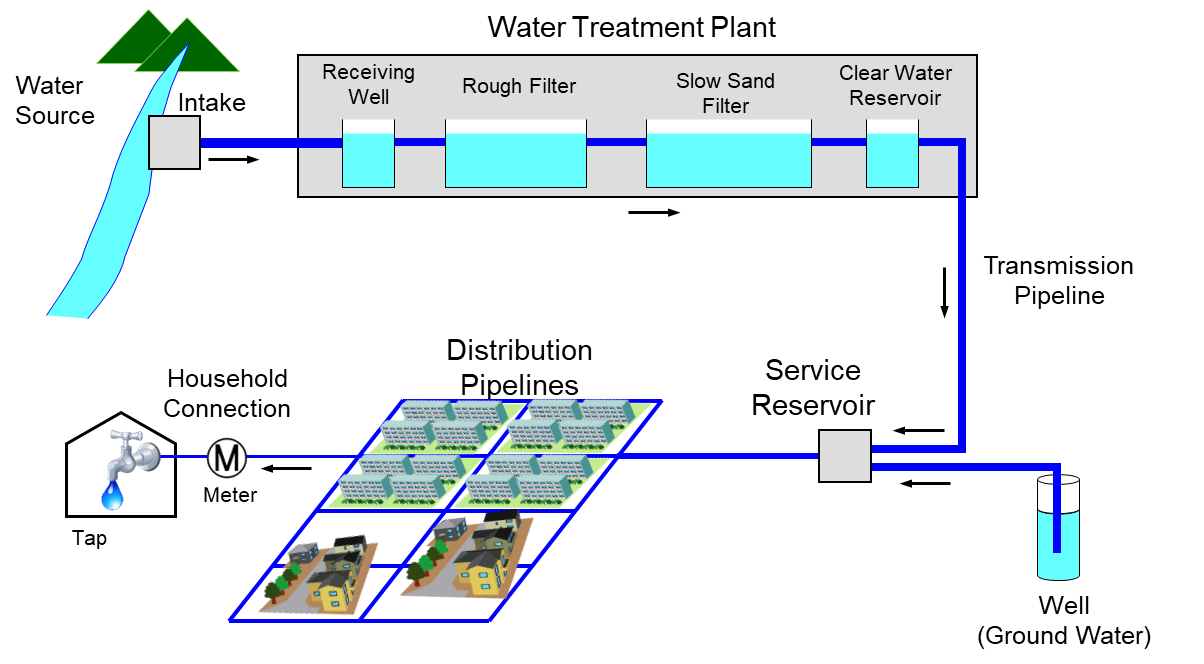 Water Treatment Plant
Water
Source
Intake
Receiving
Well
Rough Filter
Slow Sand
Filter
Clear Water
Reservoir
Transmission
Pipeline
Distribution
Pipelines
Service
Reservoir
Household
Connection
M
Meter
Tap
Well
(Ground Water)